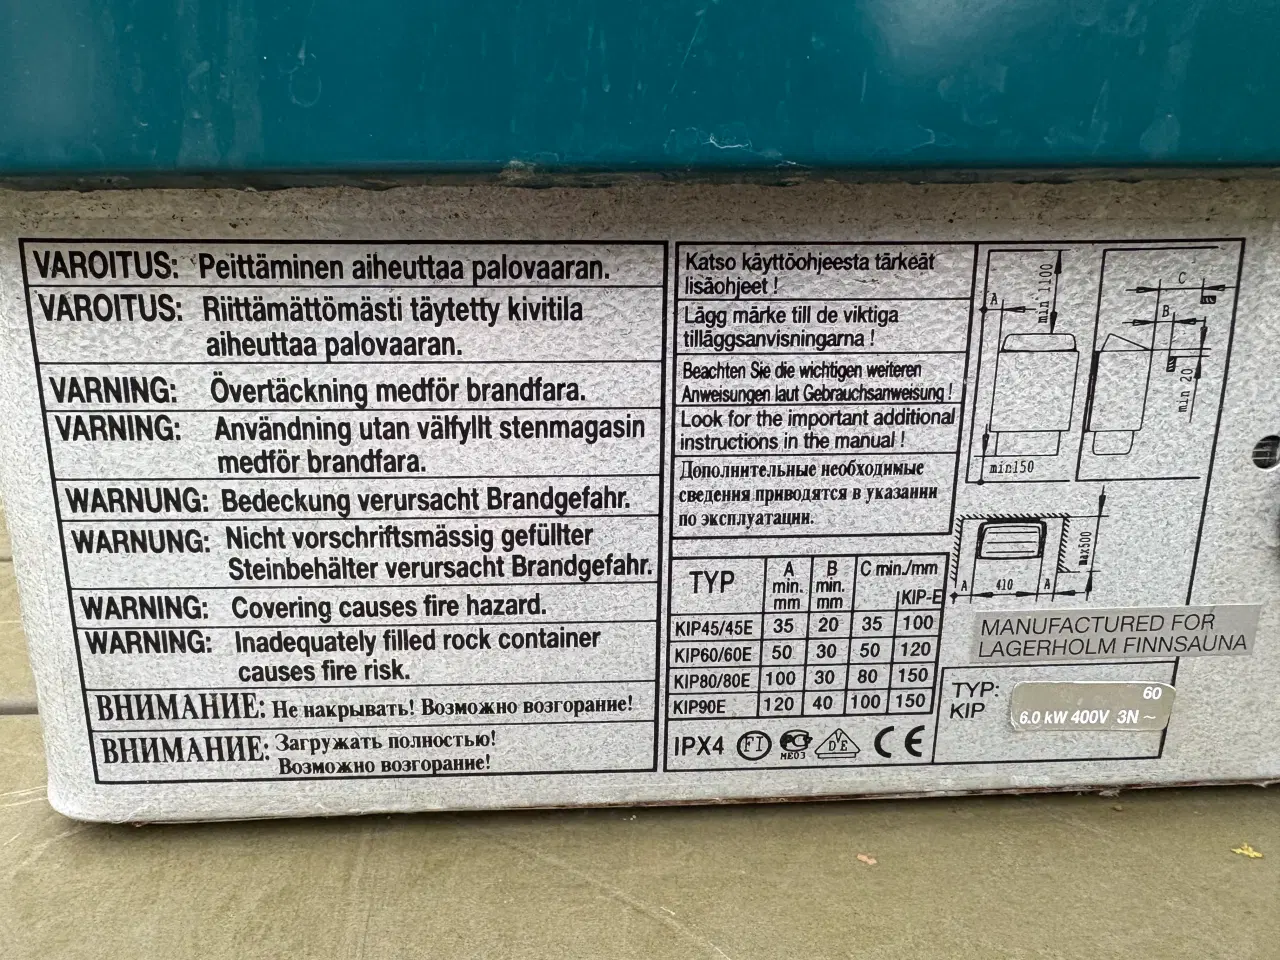 VAROITUS: Peittäminen aiheuttaa palovaaran.
VAROITUS: Riittämättömästi täytetty kivitila
aiheuttaa palovaaran.
VARNING: Övertäckning medför brandfara.
VARNING: Användning utan välfyllt stenmagasin
medför brandfara.
WARNUNG: Bedeckung verursacht Brandgefahr.
WARNUNG: Nicht vorschriftsmässig gefüllter
Steinbehälter verursacht Brandgefahr.
WARNING: Covering causes fire hazard.
WARNING: Inadequately filled rock container
causes fire risk.
ВНИМАНИЕ: Не накрывать! Возможно возгорание!
ВНИМАНИЕ: Загружать полностью!
Возможно возгорание!
Katso käyttöohjeesta tärkeät
lisäohjeet !
Lägg märke till de viktiga
tilläggsanvisningarna !
Beachten Sie die wichtigen weiteren
Anweisungen laut Gebrauchsanweisung !
Look for the important additional
instructions in the manual !
Дополнительные необходимые
сведения приводятся в указании
по эксплуатации.
TYP A min. mm B min. mm C min./mm KIP-E
KIP45/45E 35 20 35 100
KIP60/60E 50 30 50 120
KIP80/80E 100 30 80 150
KIP90E 120 40 100 150
IPX4 FI PC ME03 DVE CE
A min 1100
min150
C
B
min 20
A 410 A
max500
MANUFACTURED FOR
LAGERHOLM FINNSAUNA
TYP:
KIP
60
6.0 kW 400V 3N ~